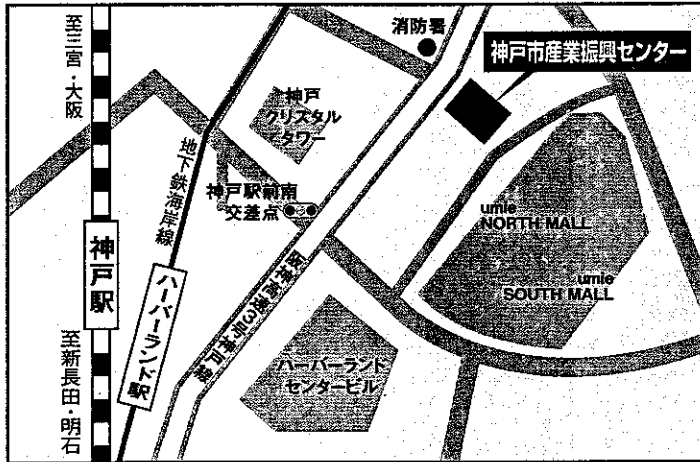 至三宮・大阪
神戸駅
至新長田・明石
地下鉄海岸線
ハーバーランド駅
消防署
神戸市産業振興センター
神戸
クリスタル
タワー
神戸駅前南
交差点
阪神高速3号神戸線
umie
NORTH MALL
umie
SOUTH MALL
ハーバーランド
センタービル